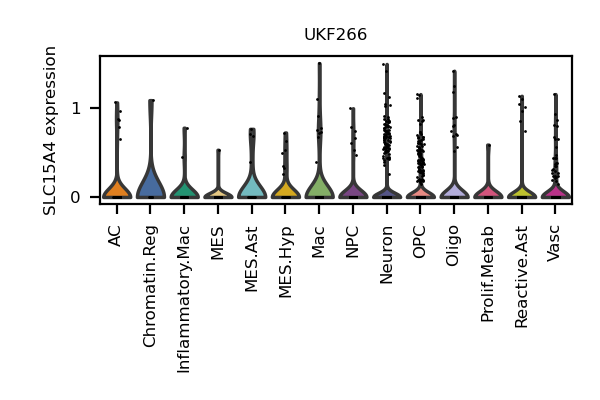 UKF266
SLC15A4 expression
1
0
AC
Chromatin.Reg
Inflammatory.Mac
MES
MES.Ast
MES.Hyp
Mac
NPC
Neuron
OPC
Oligo
Prolif.Metab
Reactive.Ast
Vasc